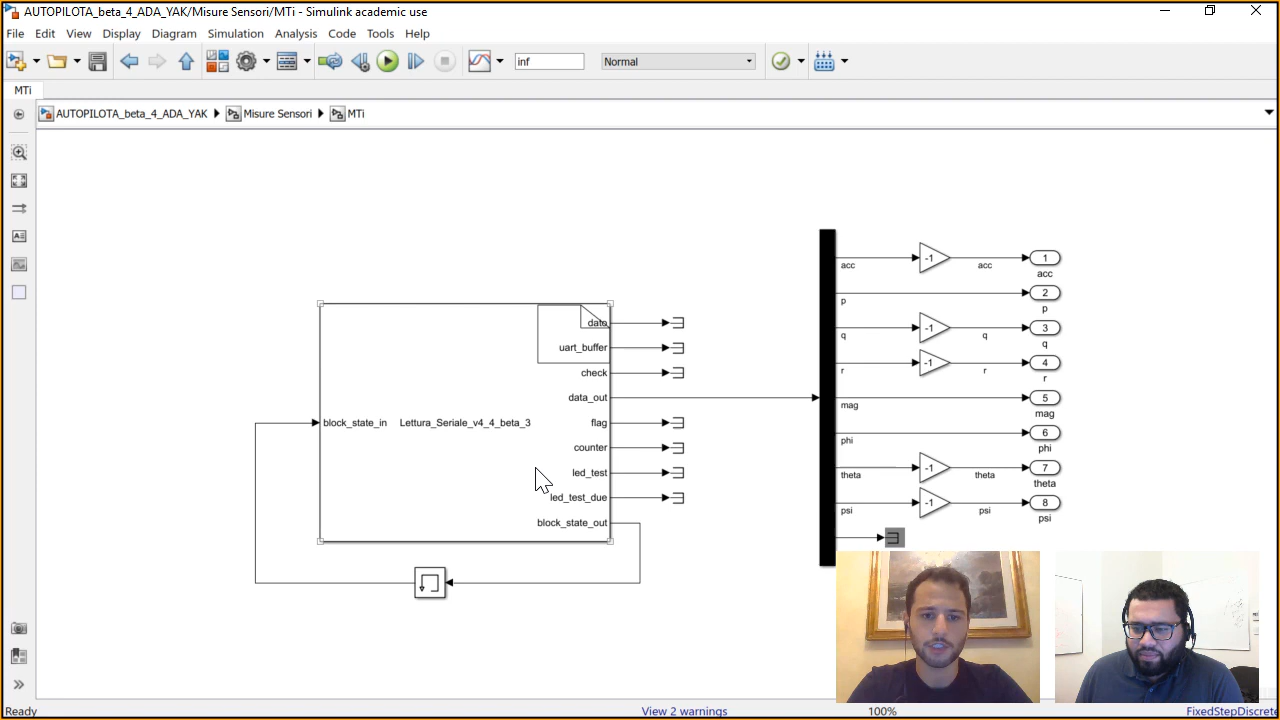 AUTOPILOTA_beta_4_ADA_YAK/Misure Sensori/MTi - Simulink academic use
File Edit View Display Diagram Simulation Analysis Code Tools Help
inf Normal
MTi
AUTOPILOTA_beta_4_ADA_YAK Misure Sensori MTi
block_state_in Lettura_Seriale_v4_4_beta_3
dato
uart_buffer
check
data_out
flag
counter
led_test
led_test_due
block_state_out
acc -1 acc 1
acc
p 2
p
q -1 q 3
q
r -1 r 4
r
mag 5
mag
phi 6
phi
theta -1 theta 7
theta
psi -1 psi 8
psi
Ready View 2 warnings 100% FixedStepDiscrete